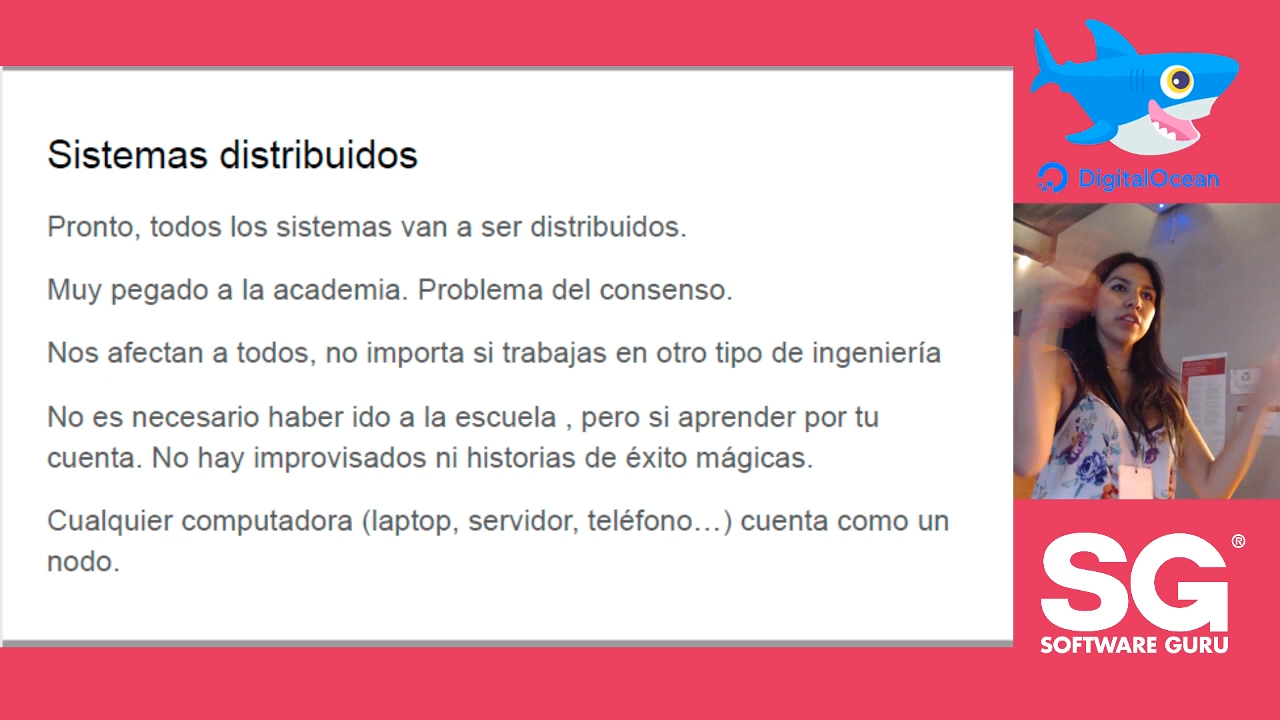 Sistemas distribuidos
Pronto, todos los sistemas van a ser distribuidos.
Muy pegado a la academia. Problema del consenso.
Nos afectan a todos, no importa si trabajas en otro tipo de ingeniería
No es necesario haber ido a la escuela , pero si aprender por tu
cuenta. No hay improvisados ni historias de éxito mágicas.
Cualquier computadora (laptop, servidor, teléfono…) cuenta como un
nodo.
DigitalOcean
SG®
SOFTWARE GURU